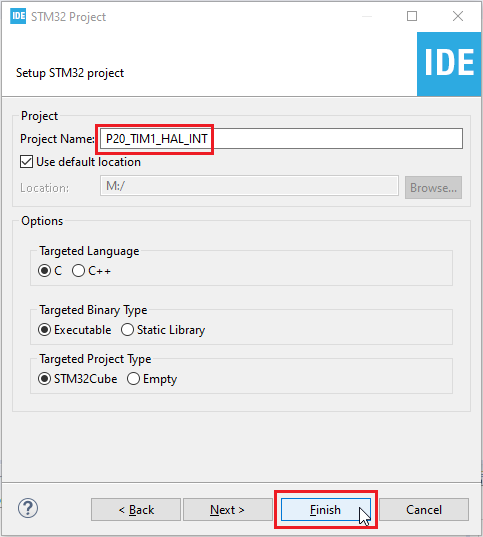 IDE STM32 Project
IDE
Setup STM32 project
Project
Project Name: P20_TIM1_HAL_INT
Use default location
Location: M:/ Browse...
Options
Targeted Language
C C++
Targeted Binary Type
Executable Static Library
Targeted Project Type
STM32Cube Empty
? < Back Next > Finish Cancel